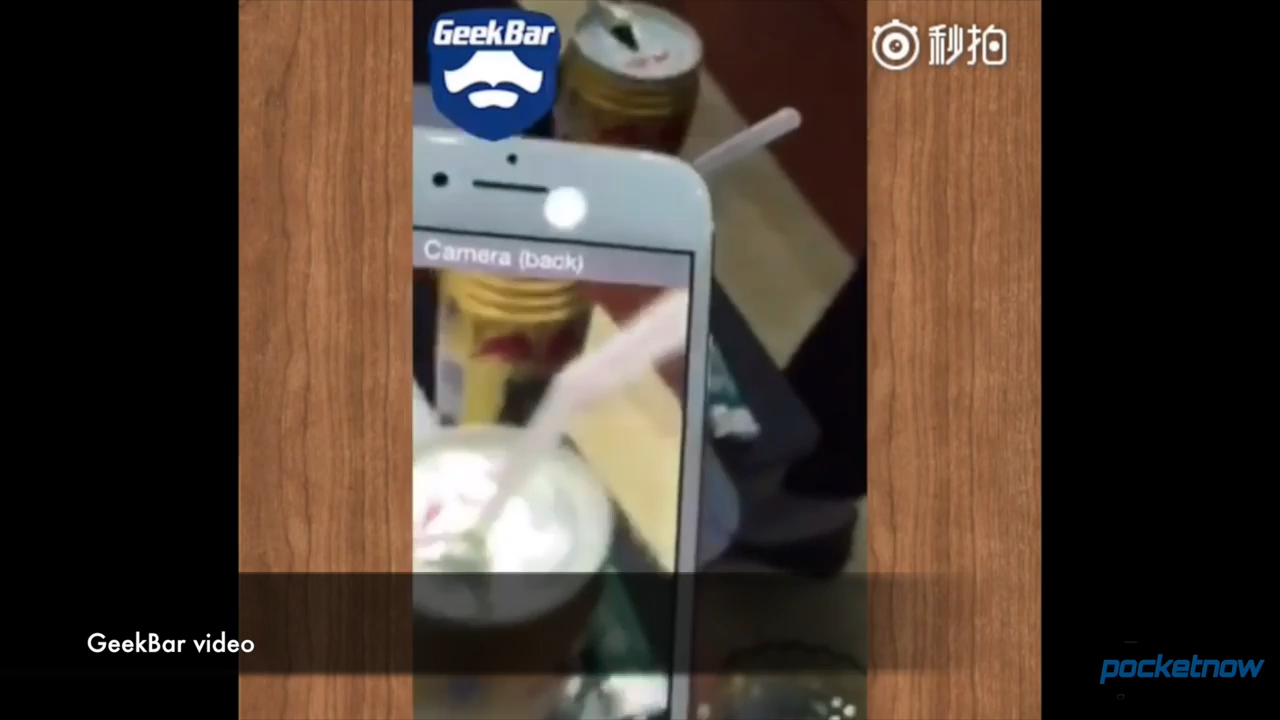 GeekBar
秒拍
Camera (back)
GeekBar video
pocketnow